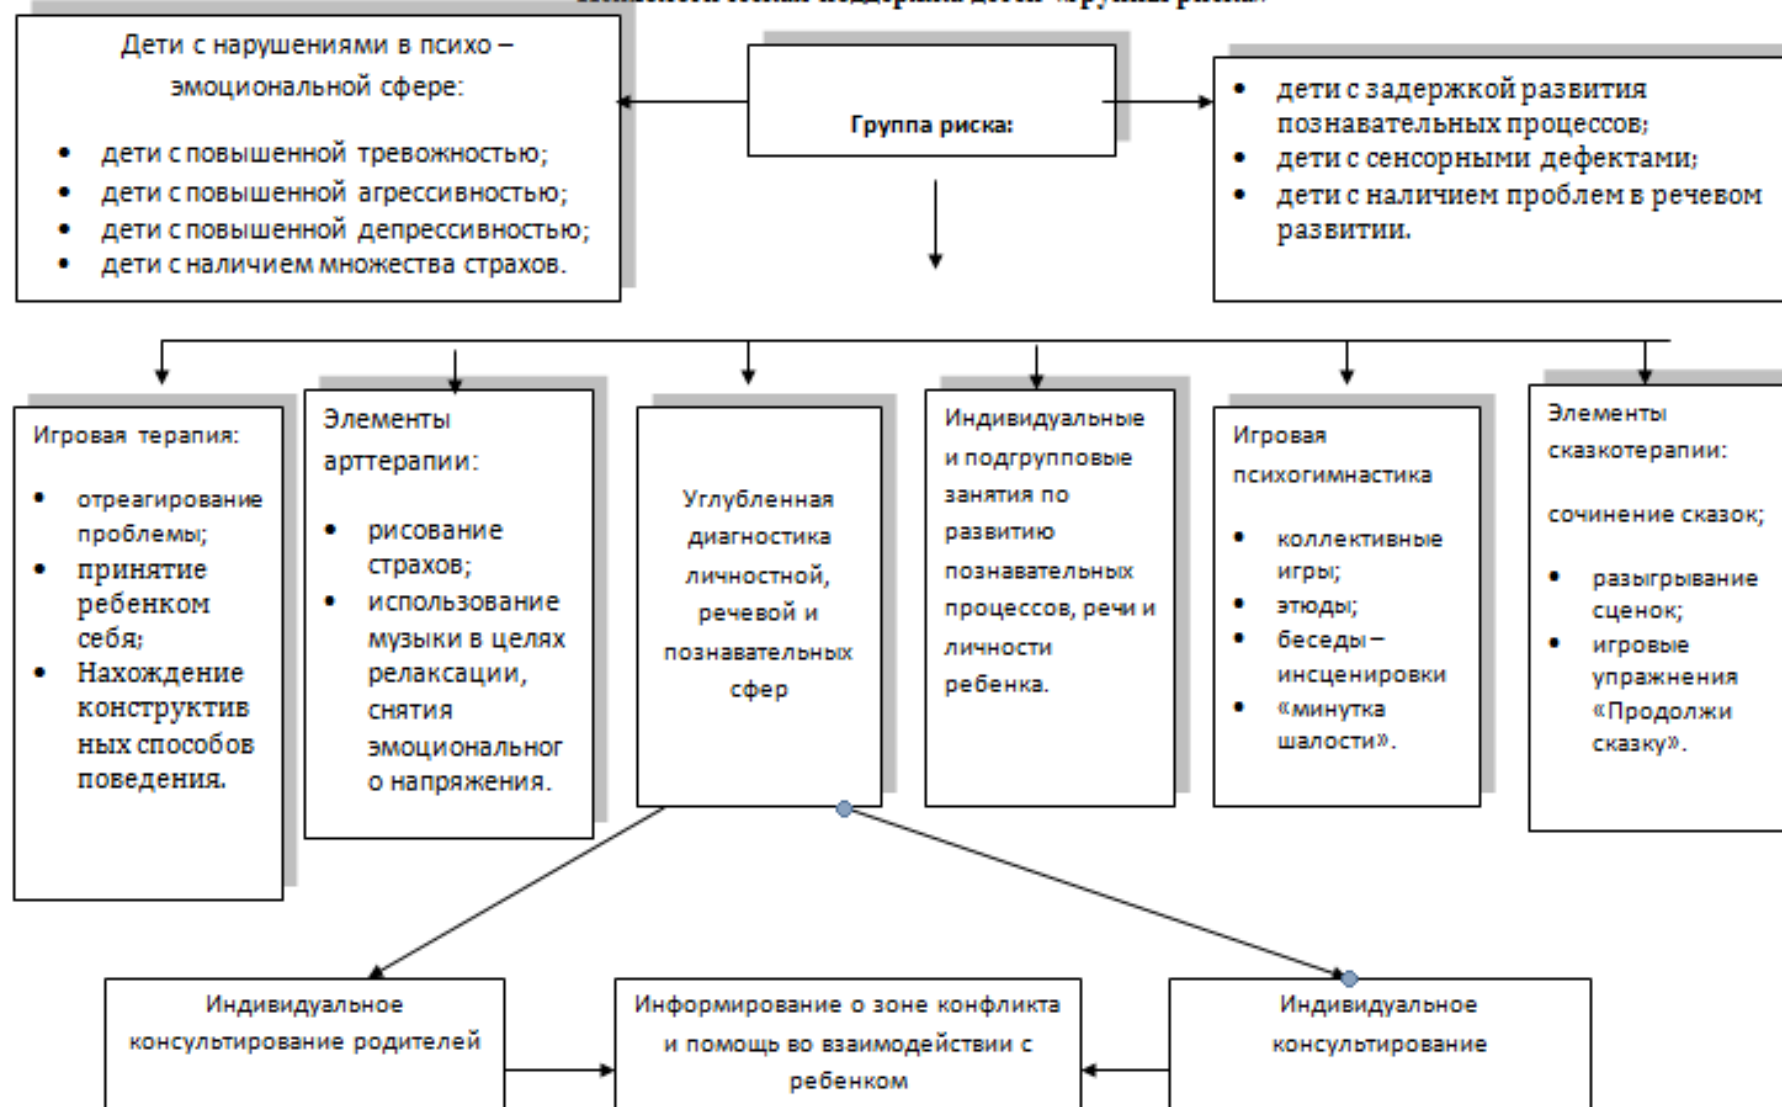 поддержка детей «группы риска»
Дети с нарушениями в психо –
эмоциональной сфере:
• дети с повышенной тревожностью;
• дети с повышенной агрессивностью;
• дети с повышенной депрессивностью;
• дети с наличием множества страхов.
Группа риска:
• дети с задержкой развития
познавательных процессов;
• дети с сенсорными дефектами;
• дети с наличием проблем в речевом
развитии.
Игровая терапия:
• отреагирование
проблемы;
• принятие
ребенком
себя;
• Нахождение
конструктив
ных способов
поведения.
Элементы
арттерапии:
• рисование
страхов;
• использование
музыки в целях
релаксации,
снятия
эмоциональног
о напряжения.
Углубленная
диагностика
личностной,
речевой и
познавательных
сфер
Индивидуальные
и подгрупповые
занятия по
развитию
познавательных
процессов, речи и
личности
ребенка.
Игровая
психогимнастика
• коллективные
игры;
• этюды;
• беседы –
инсценировки
• «минутка
шалости».
Элементы
сказкотерапии:
сочинение сказок;
• разыгрывание
сценок;
• игровые
упражнения
«Продолжи
сказку».
Индивидуальное
консультирование родителей
Информирование о зоне конфликта
и помощь во взаимодействии с
ребенком
Индивидуальное
консультирование